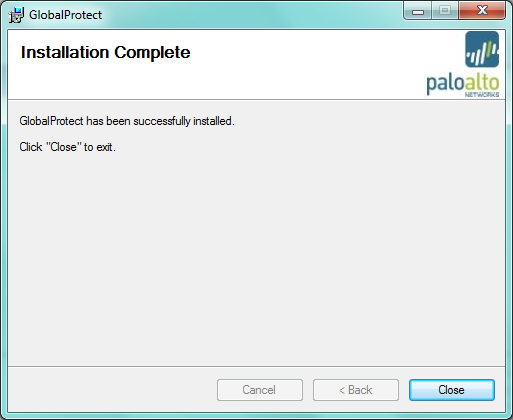 GlobalProtect
Installation Complete
paloalto
NETWORKS
GlobalProtect has been successfully installed.
Click "Close" to exit.
Cancel
< Back
Close